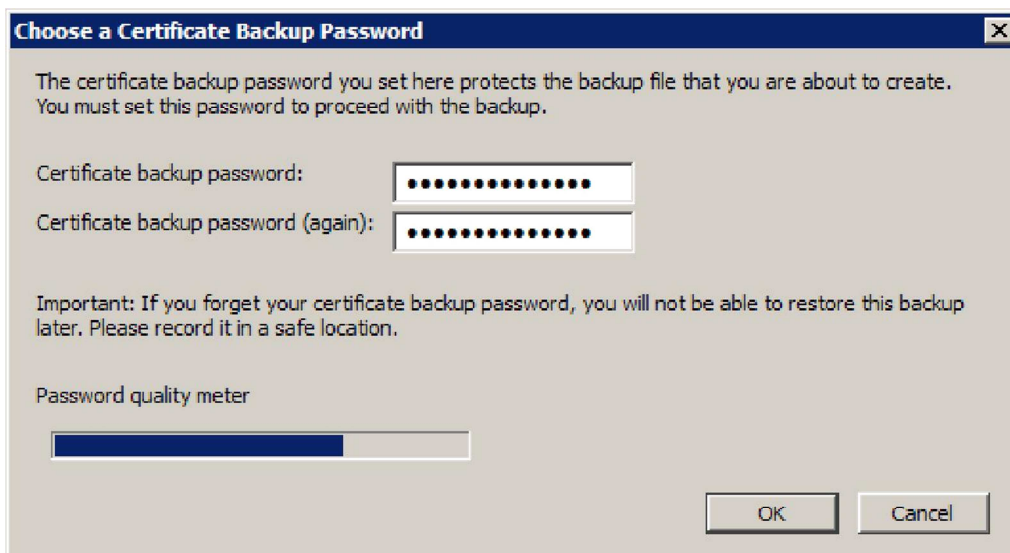 Choose a Certificate Backup Password
The certificate backup password you set here protects the backup file that you are about to create.
You must set this password to proceed with the backup.
Certificate backup password:
Certificate backup password (again):
Important: If you forget your certificate backup password, you will not be able to restore this backup
later. Please record it in a safe location.
Password quality meter
OK
Cancel